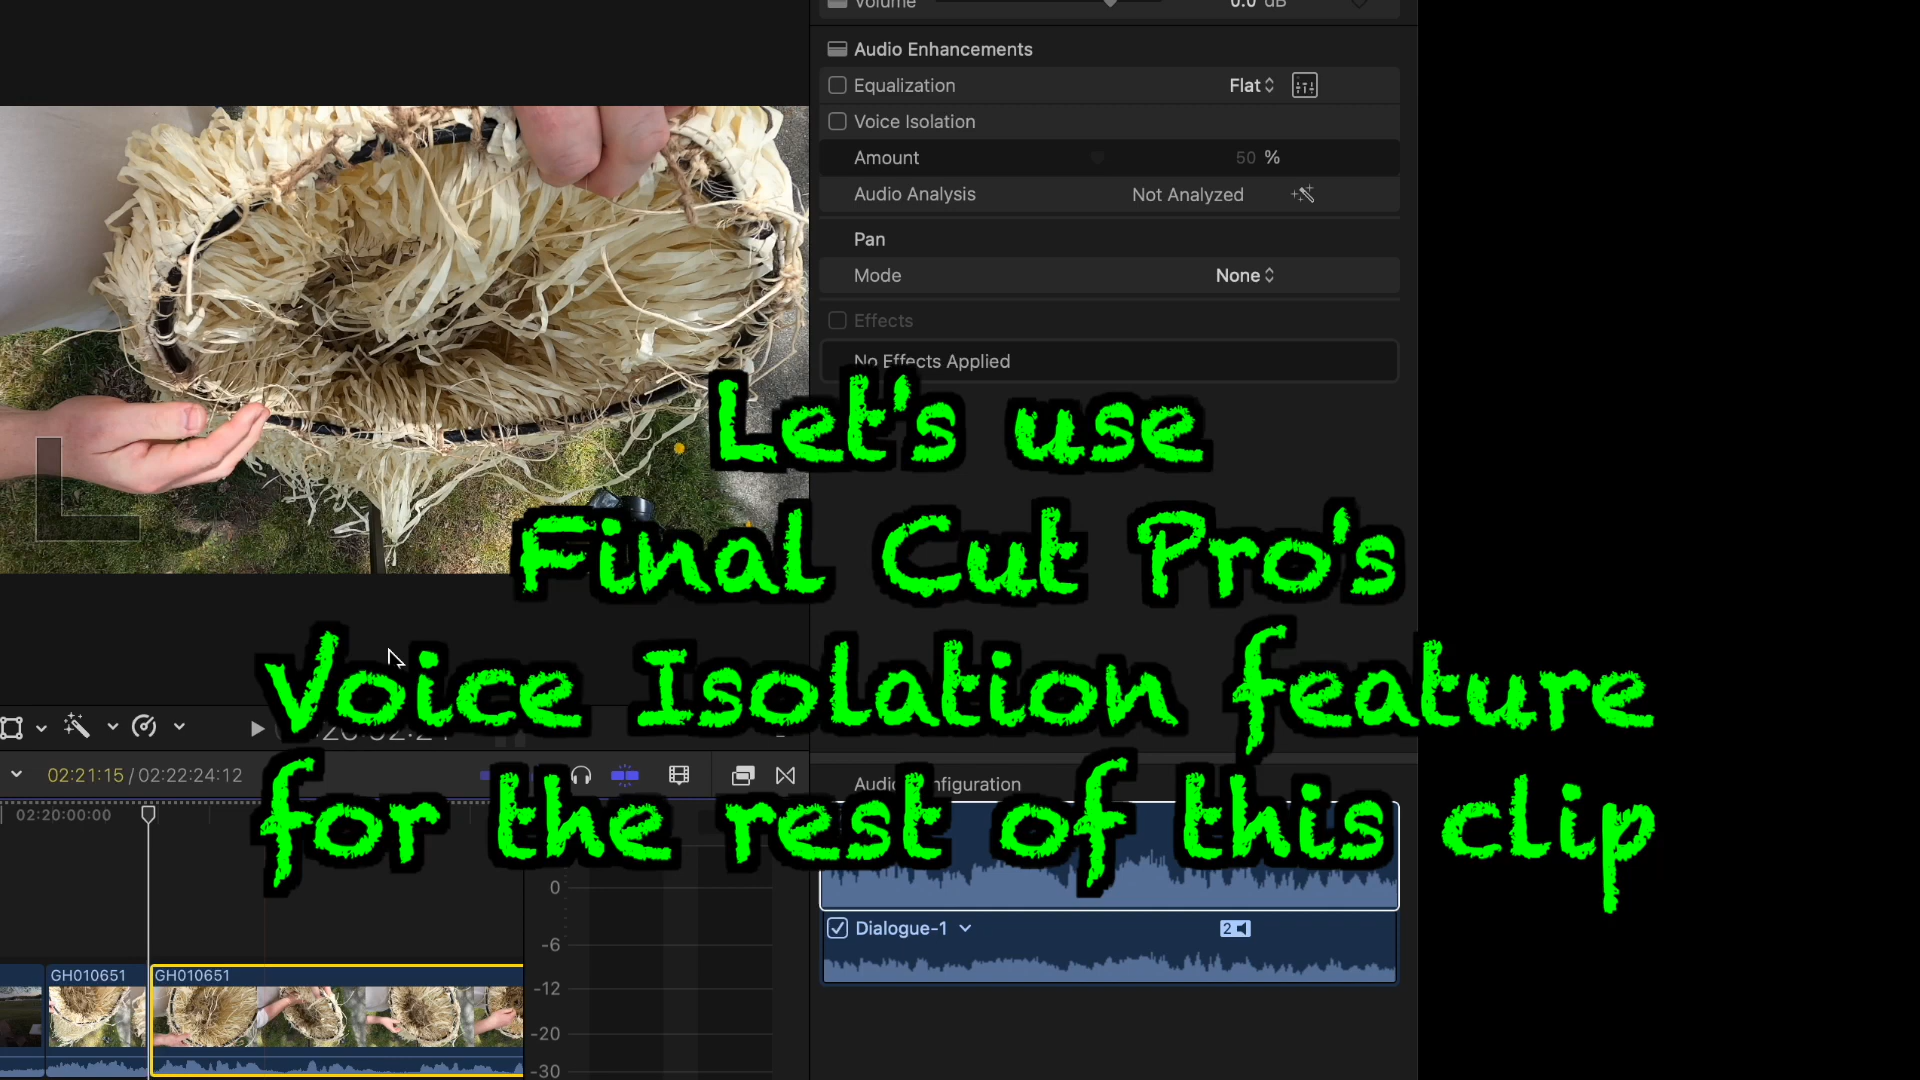 Volume 0.0 dB
Audio Enhancements
Equalization Flat
Voice Isolation
Amount 50 %
Audio Analysis Not Analyzed
Pan
Mode None
Effects
No Effects Applied
Let's use
Final Cut Pro's
Voice Isolation feature
for the rest of this clip
02:21:15 / 02:22:24:12
02:20:00:00
0
-6
-12
-20
-30
GH010651
GH010651
Dialogue-1 2